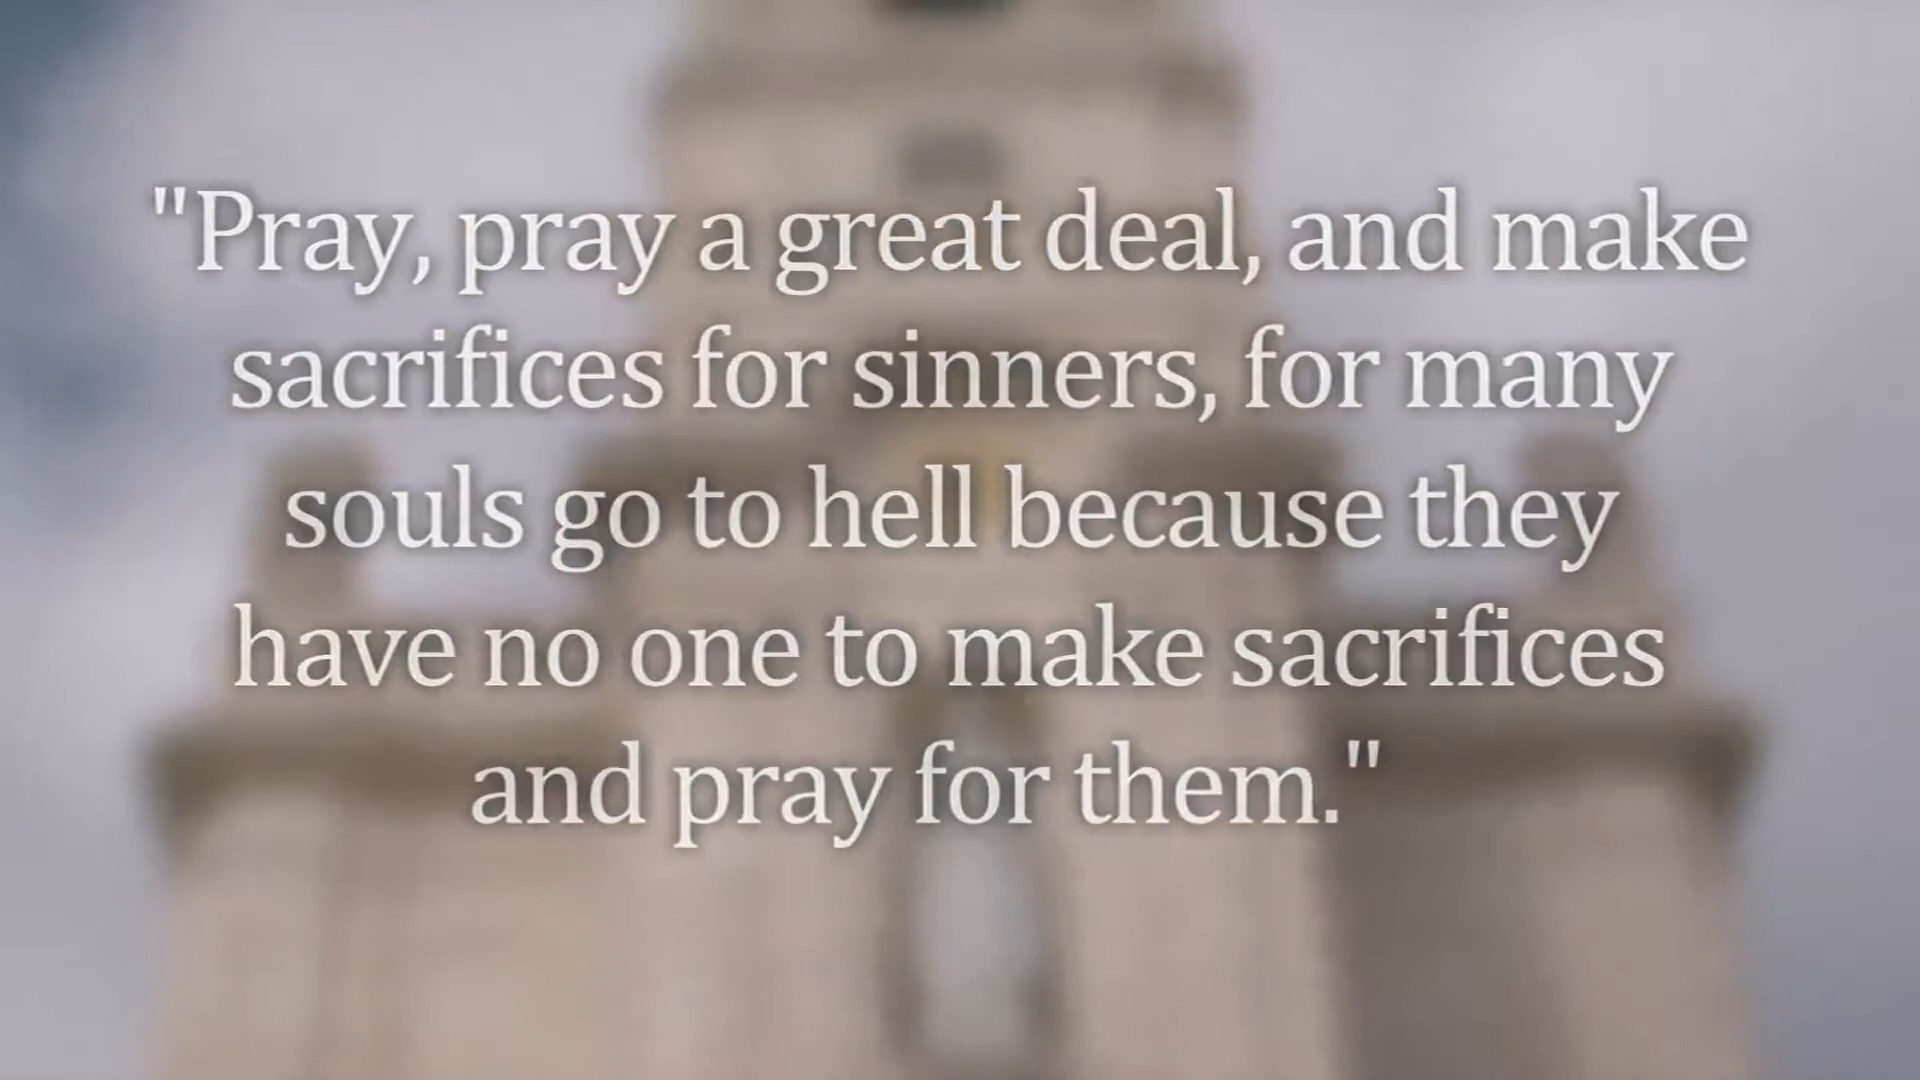 "Pray, pray a great deal, and make
sacrifices for sinners, for many
souls go to hell because they
have no one to make sacrifices
and pray for them."